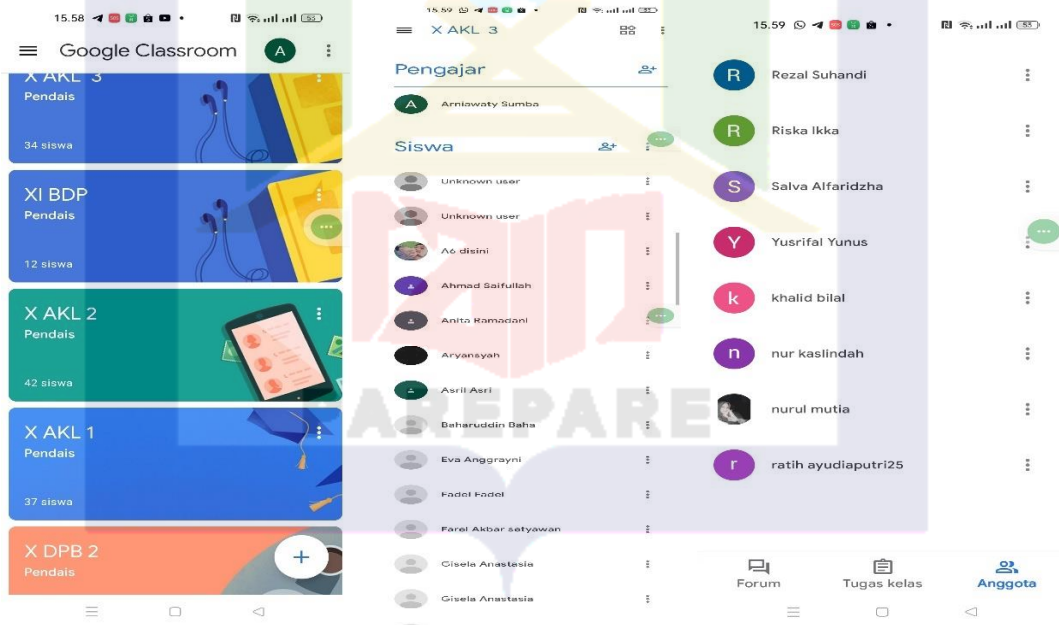 15.58
53
Google Classroom
A
X AKL 3
Pendais
34 siswa
XI BDP
Pendais
12 siswa
X AKL 2
Pendais
42 siswa
X AKL 1
Pendais
37 siswa
X DPB 2
Pendais
+
15.59
53
X AKL 3
Pengajar
A
Arniawaty Sumba
Siswa
Unknown user
Unknown user
A6 disini
Ahmad Saifullah
Anita Ramadani
Aryansyah
Asril Asri
Baharuddin Baha
Eva Anggrayni
Fadel Fadel
Farel Akbar setyawan
Gisela Anastasia
Gisela Anastasia
15.59
53
R
Rezal Suhandi
R
Riska Ikka
S
Salva Alfaridzha
Y
Yusrifal Yunus
k
khalid bilal
n
nur kaslindah
nurul mutia
r
ratih ayudiaputri25
Forum
Tugas kelas
Anggota
PAREPARE